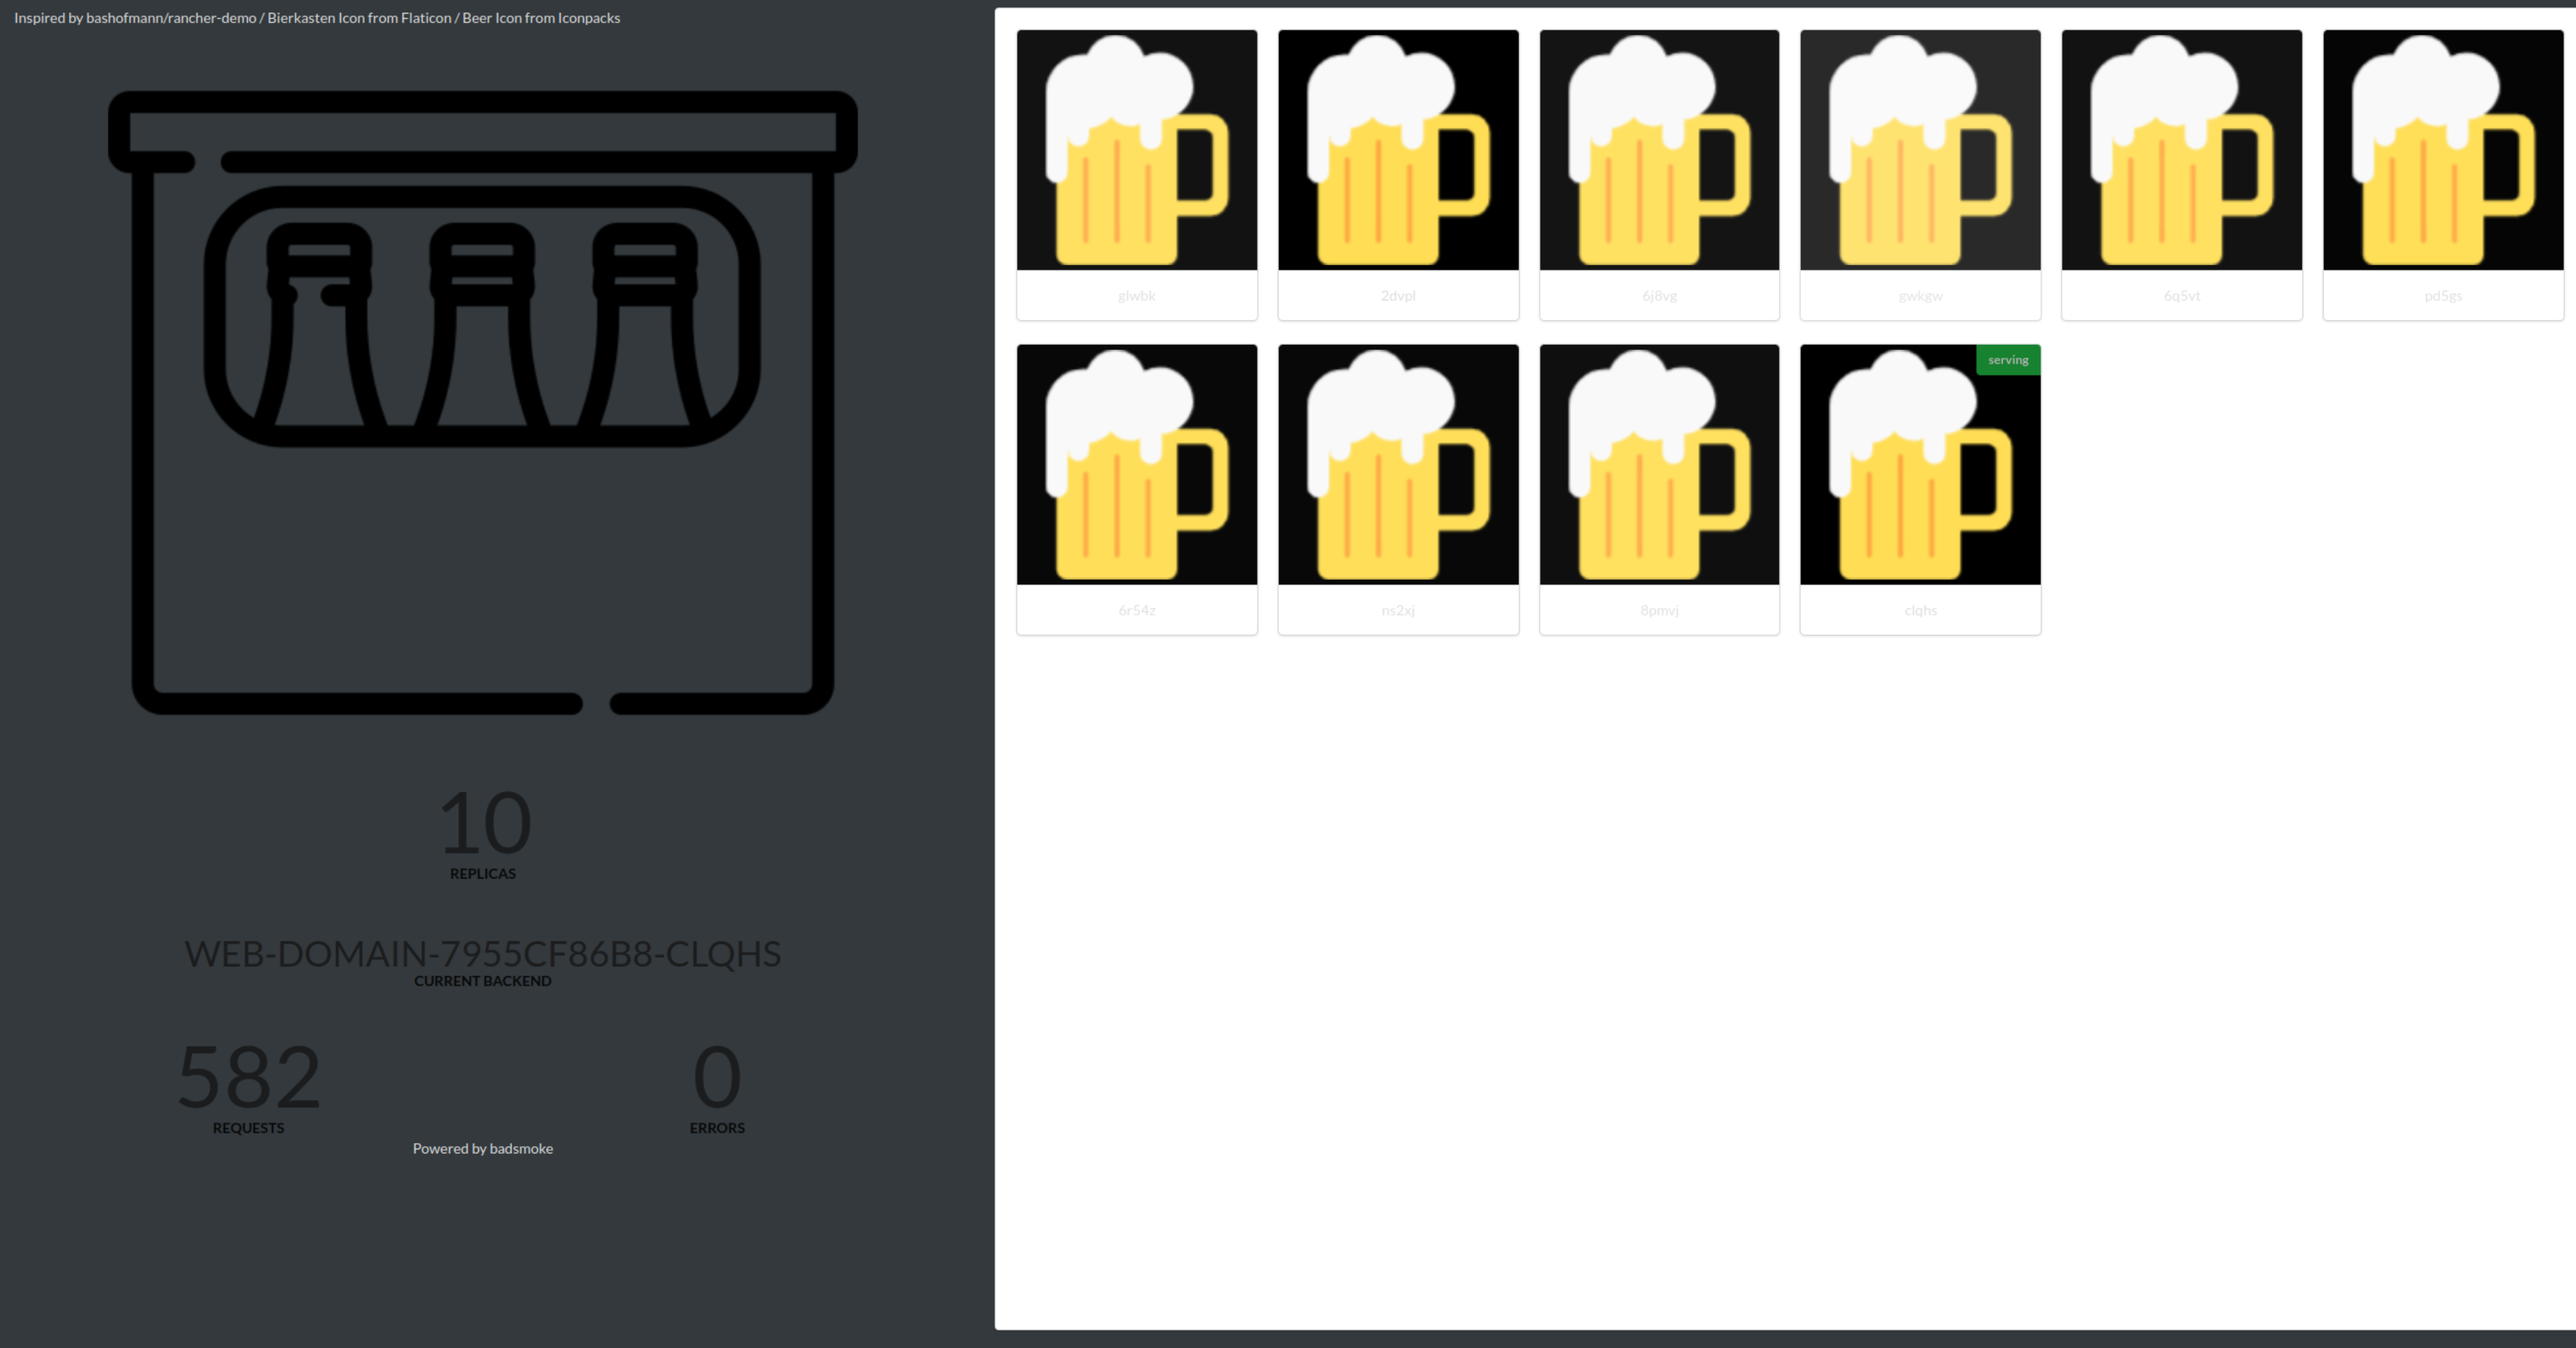 Inspired by bashofmann/rancher-demo / Bierkasten Icon from Flaticon / Beer Icon from Iconpacks
10
REPLICAS
WEB-DOMAIN-7955CF86B8-CLQHS
CURRENT BACKEND
582
REQUESTS
0
ERRORS
Powered by badsmoke
glwbk
2dvpl
6j8vg
gwkgw
6q5vt
pd5gs
6r54z
ns2xj
8pmvj
serving
clqhs